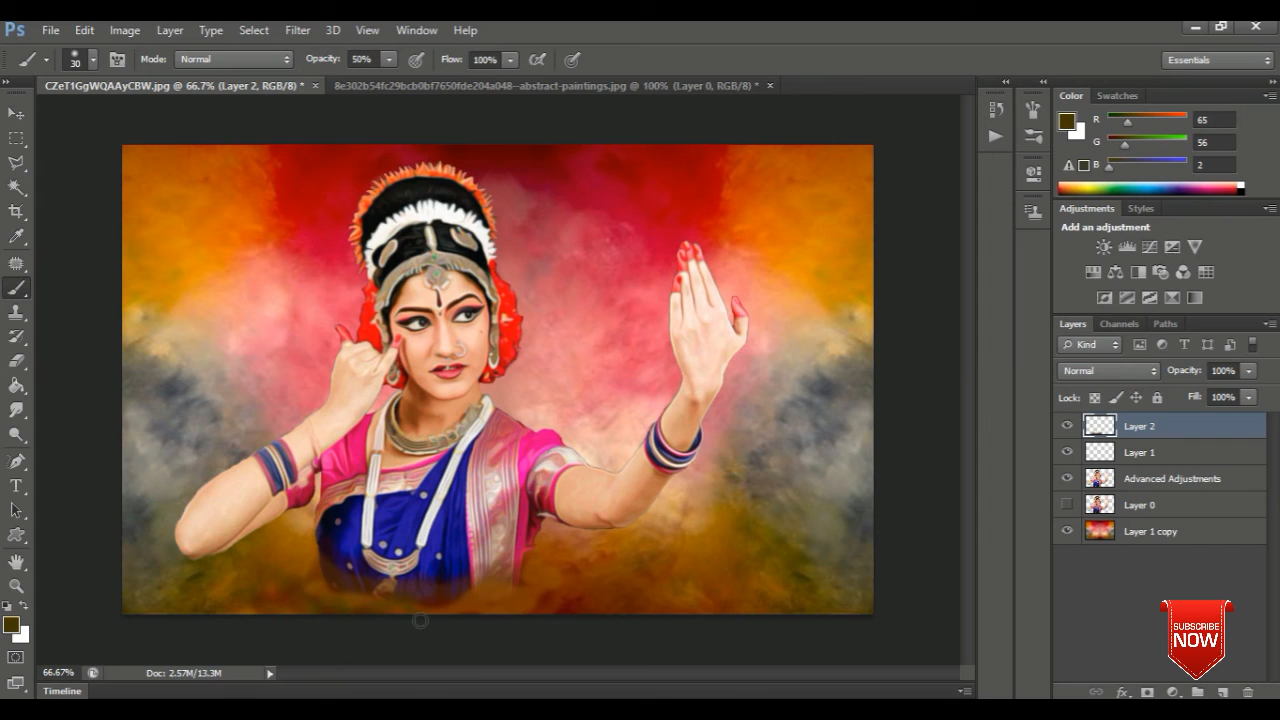 Ps File Edit Image Layer Type Select Filter 3D View Window Help
30 Mode: Normal Opacity: 50% Flow: 100% Essentials
CZeT1GgWQAAyCBW.jpg @ 66.7% (Layer 2, RGB/8) * × 8e302b54fc29bcb0bf7650fde204a048--abstract-paintings.jpg @ 100% (Layer 0, RGB/8) * ×
Color Swatches
R 65
G 56
B 2
Adjustments Styles
Add an adjustment
Layers Channels Paths
Kind
Normal Opacity: 100%
Lock: Fill: 100%
Layer 2
Layer 1
Advanced Adjustments
Layer 0
Layer 1 copy
SUBSCRIBE
NOW
66.67% Doc: 2.57M/13.3M
Timeline